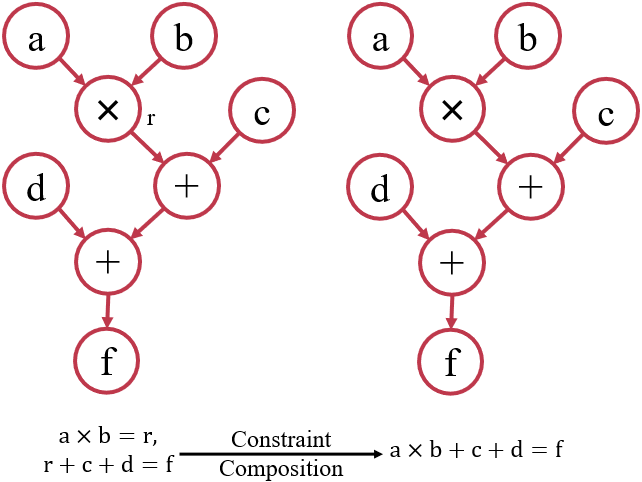 a b a b
× r ×
c c
d + d +
+ +
f f
a × b = r,
r + c + d = f
Constraint
Composition
a × b + c + d = f